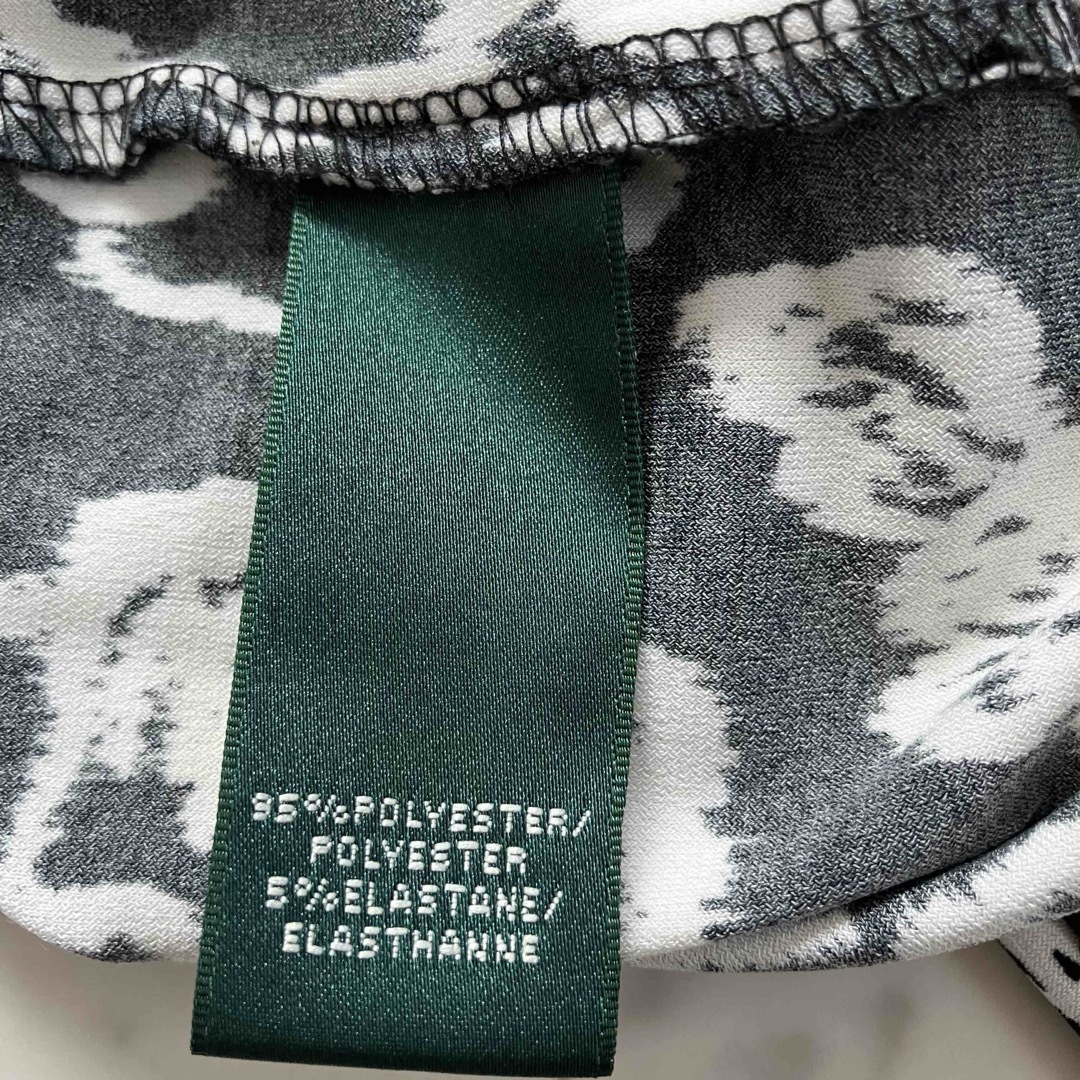 95%POLYESTER/
POLYESTER
5%ELASTANE/
ELASTHANNE